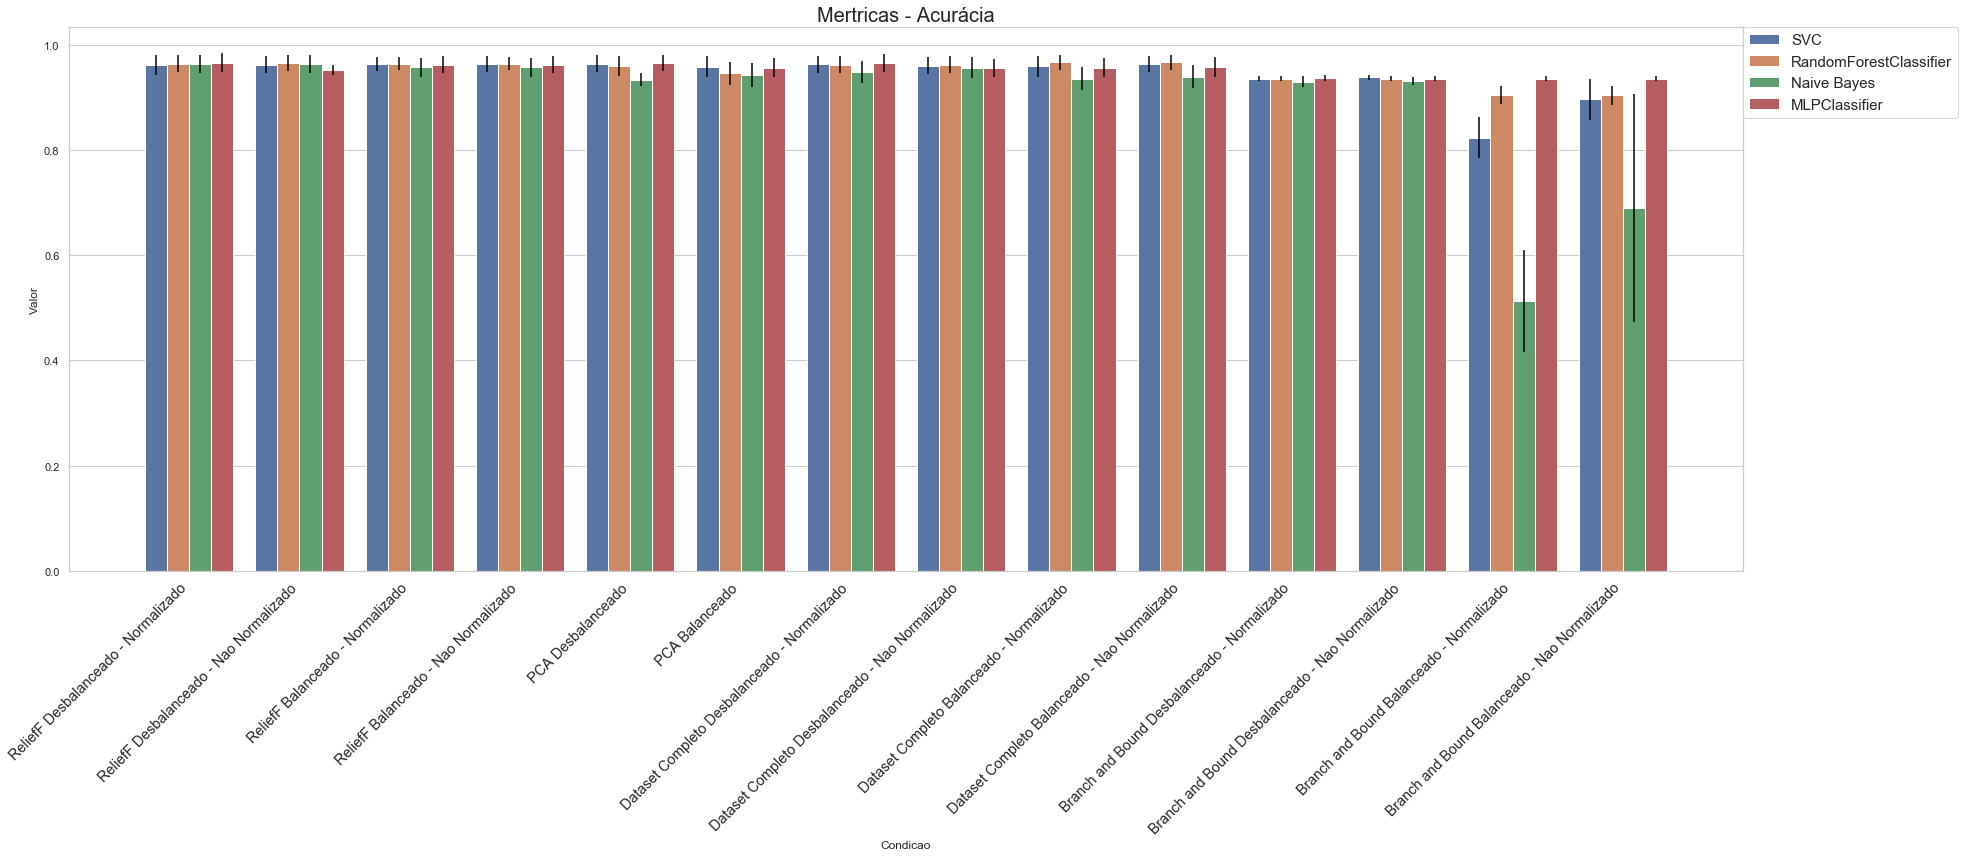 Mertricas - Acurácia
SVC
RandomForestClassifier
Naive Bayes
MLPClassifier
1.0
0.8
0.6
0.4
0.2
0.0
Valor
ReliefF Desbalanceado - Normalizado
ReliefF Desbalanceado - Nao Normalizado
ReliefF Balanceado - Normalizado
ReliefF Balanceado - Nao Normalizado
PCA Desbalanceado
PCA Balanceado
Dataset Completo Desbalanceado - Normalizado
Dataset Completo Desbalanceado - Nao Normalizado
Dataset Completo Balanceado - Normalizado
Dataset Completo Balanceado - Nao Normalizado
Branch and Bound Desbalanceado - Normalizado
Branch and Bound Desbalanceado - Nao Normalizado
Branch and Bound Balanceado - Normalizado
Branch and Bound Balanceado - Nao Normalizado
Condicao